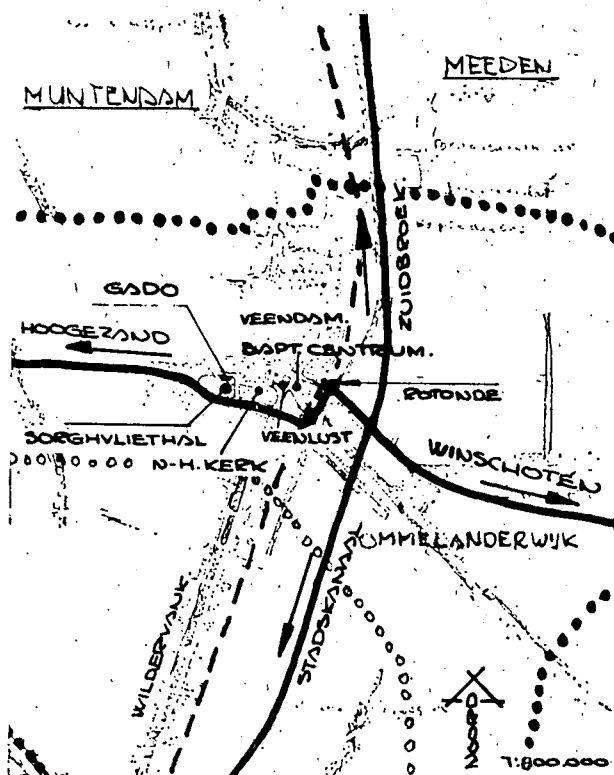 MEEDEN
MUNTENDAM
ZUIDBROEK.
GADO
HOOGEZAND
VEENDAM.
BAPT. CENTRUM.
ROTONDE
SORGHVLIETHAL
VEENLUST
N-H. KERK
WINSCHOTEN
OMMELANDERWIJK
STADSKANAAL
WILDERVANK
NOORD
1:800.000